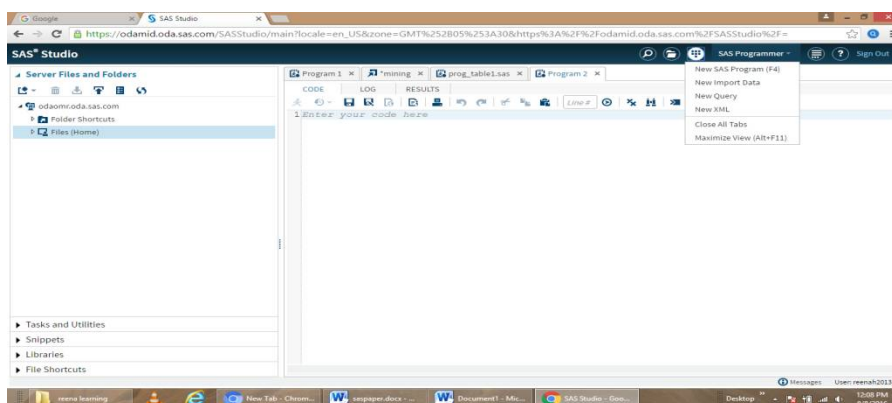 Google
SAS Studio
https://odamid.oda.sas.com/SASStudio/main?locale=en_US&zone=GMT%252B05%253A30&https%3A%2F%2Fodamid.oda.sas.com%2FSASStudio%2F=
SAS® Studio
SAS Programmer
Sign Out
Server Files and Folders
odaomr.oda.sas.com
Folder Shortcuts
Files (Home)
Tasks and Utilities
Snippets
Libraries
File Shortcuts
Program 1
*mining
prog_table1.sas
Program 2
CODE
LOG
RESULTS
Line #
1 Enter your code here
New SAS Program (F4)
New Import Data
New Query
New XML
Close All Tabs
Maximize View (Alt+F11)
Messages
User: reenah2013
reena learning
New Tab - Chrom...
saspaper.docx - ...
Document1 - Mic...
SAS Studio - Goo...
Desktop
12:08 PM